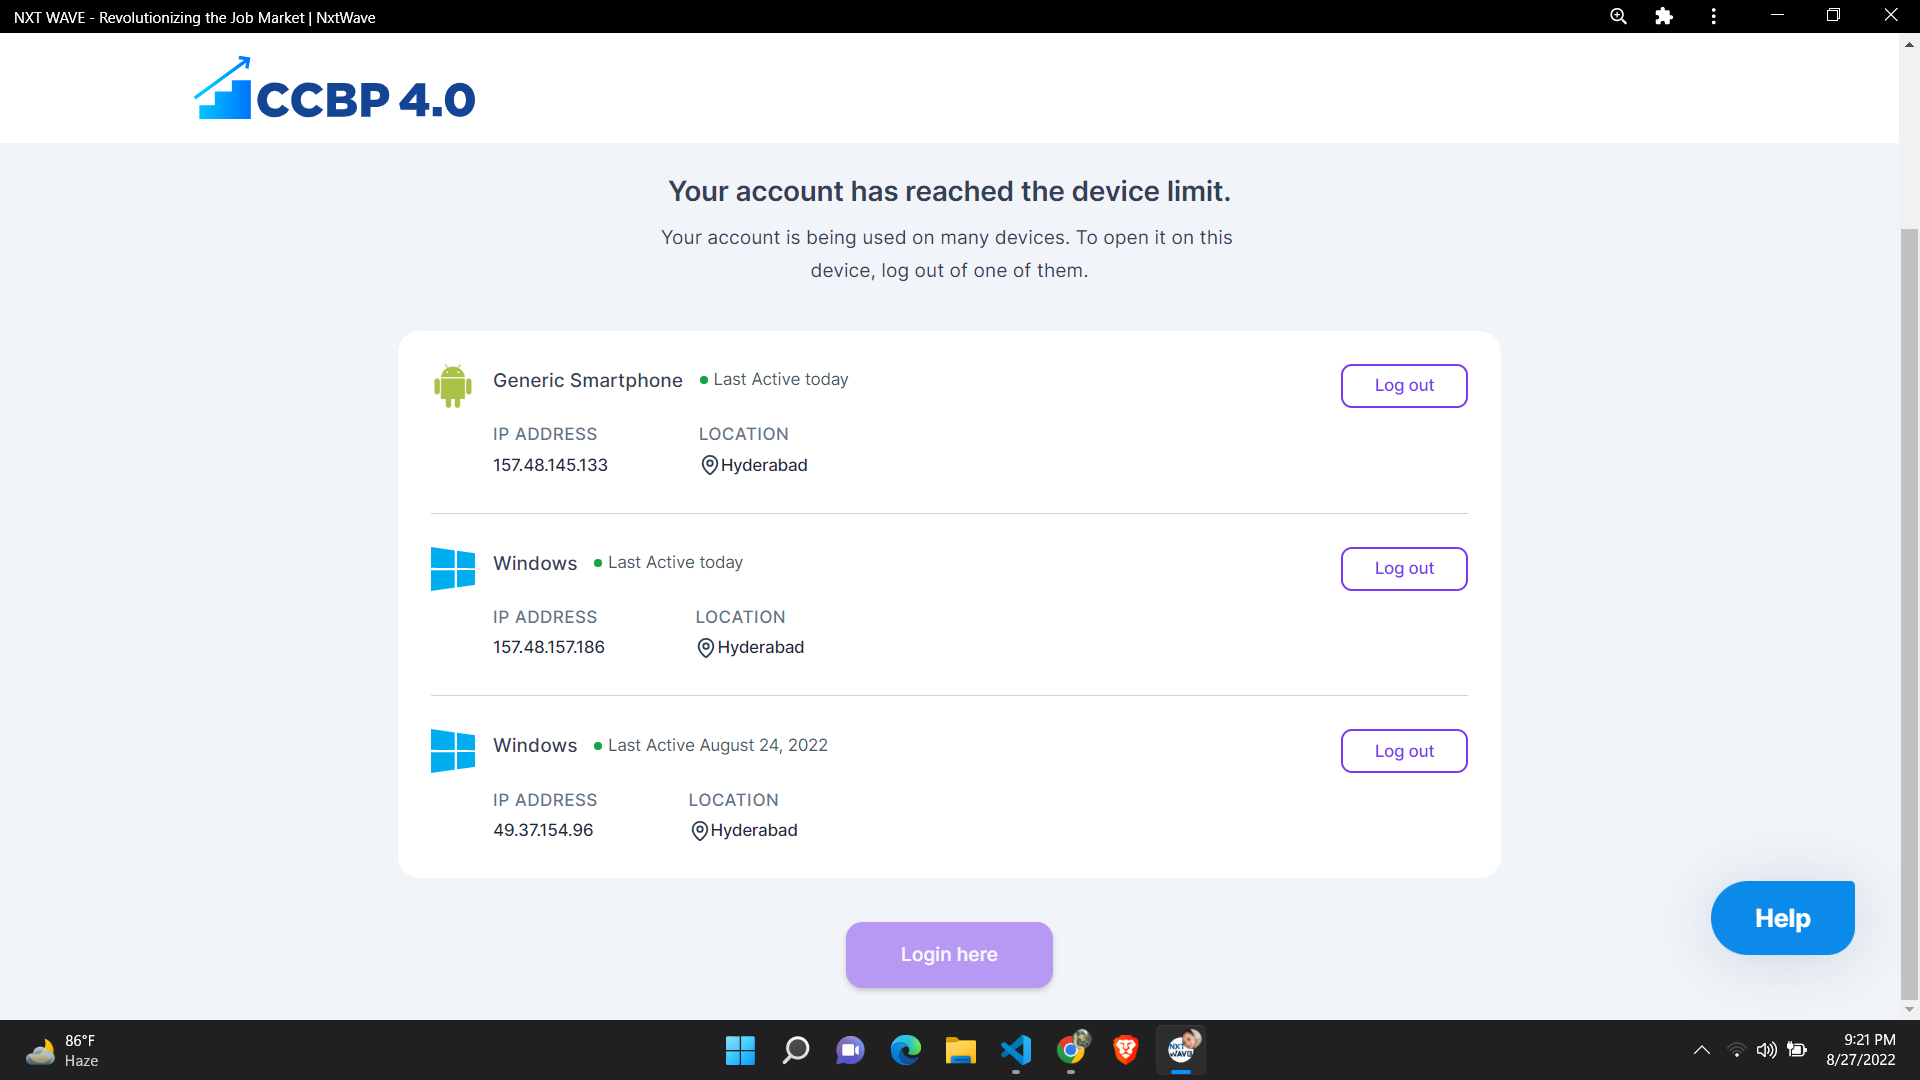 NXT WAVE - Revolutionizing the Job Market | NxtWave
CCBP 4.0
Your account has reached the device limit.
Your account is being used on many devices. To open it on this
device, log out of one of them.
Generic Smartphone Last Active today Log out
IP ADDRESS LOCATION
157.48.145.133 Hyderabad
Windows Last Active today Log out
IP ADDRESS LOCATION
157.48.157.186 Hyderabad
Windows Last Active August 24, 2022 Log out
IP ADDRESS LOCATION
49.37.154.96 Hyderabad
Help
Login here
86°F
Haze
NXT
WAVE
9:21 PM
8/27/2022